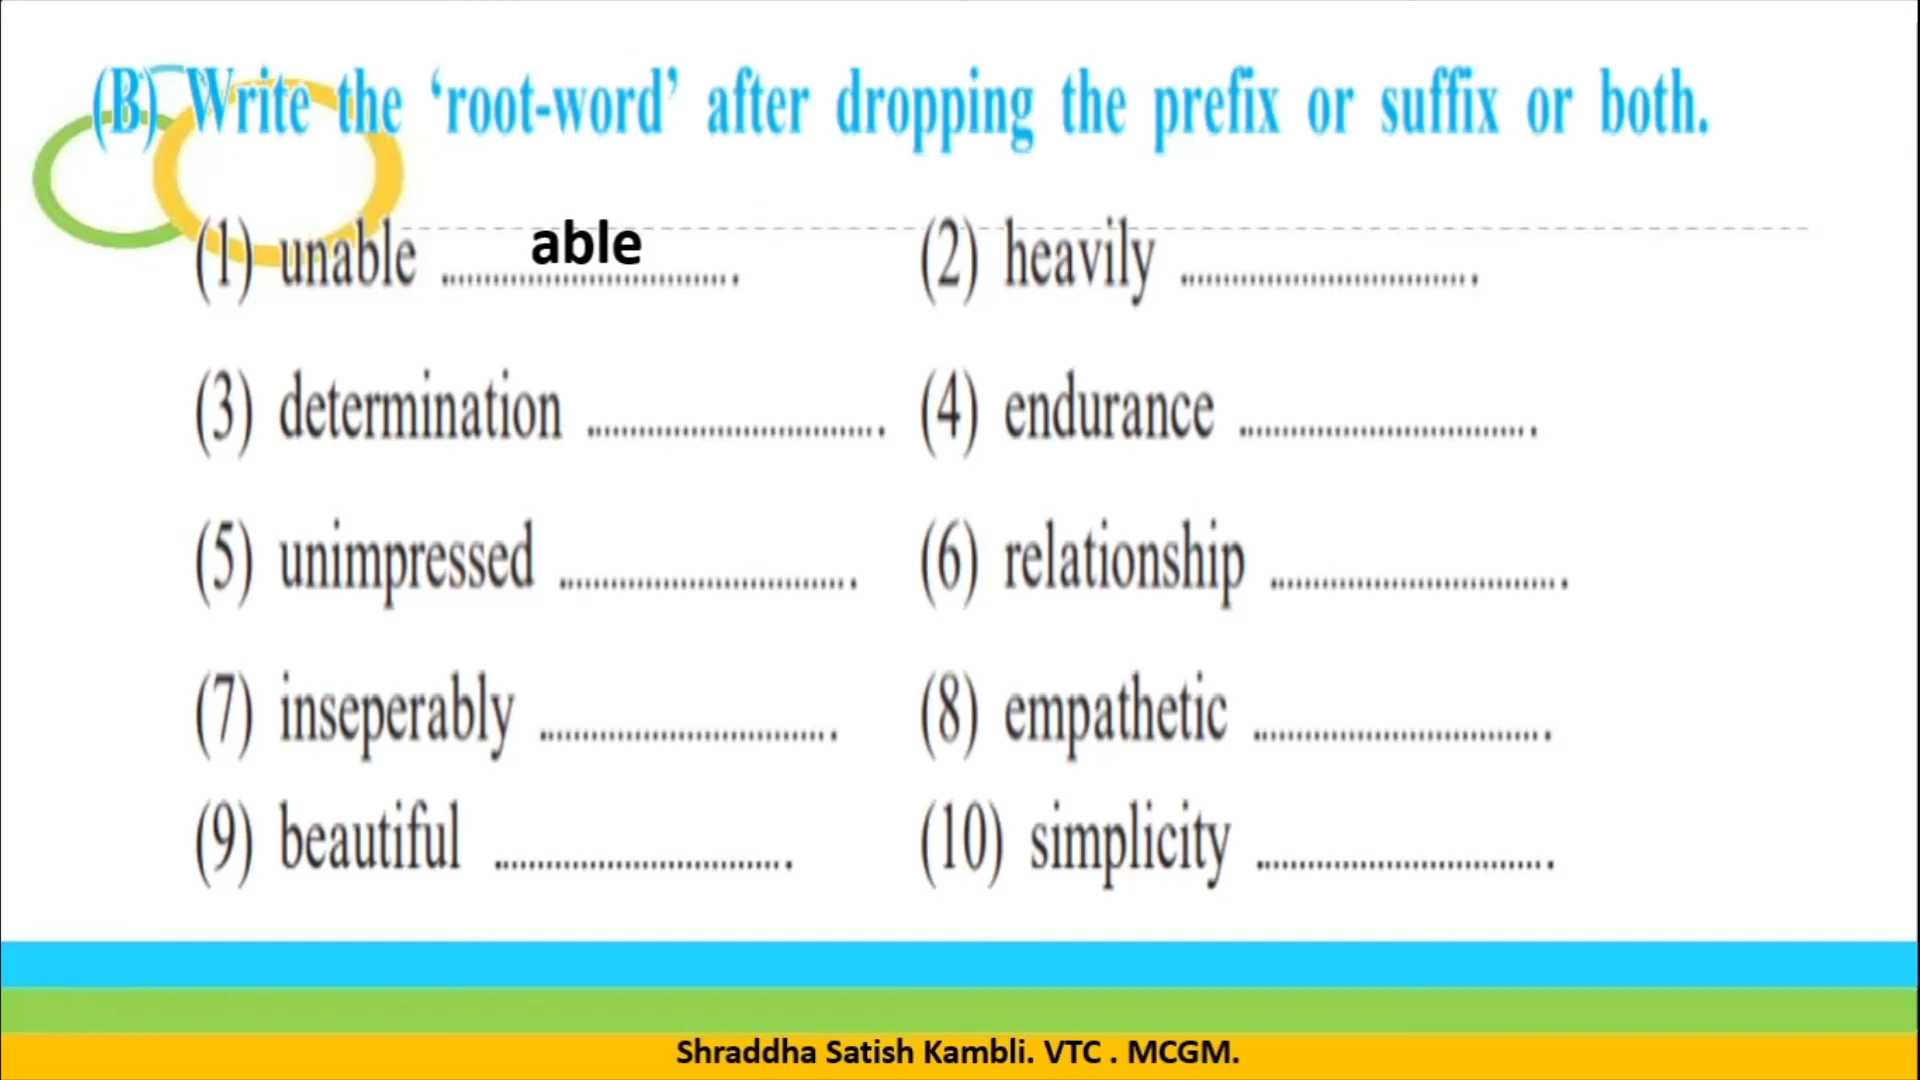 (B) Write the ‘root-word’ after dropping the prefix or suffix or both.
(1) unable able ................................. (2) heavily .................................
(3) determination ................................. (4) endurance .................................
(5) unimpressed ................................. (6) relationship .................................
(7) inseperably ................................. (8) empathetic .................................
(9) beautiful ................................. (10) simplicity .................................
Shraddha Satish Kambli. VTC . MCGM.